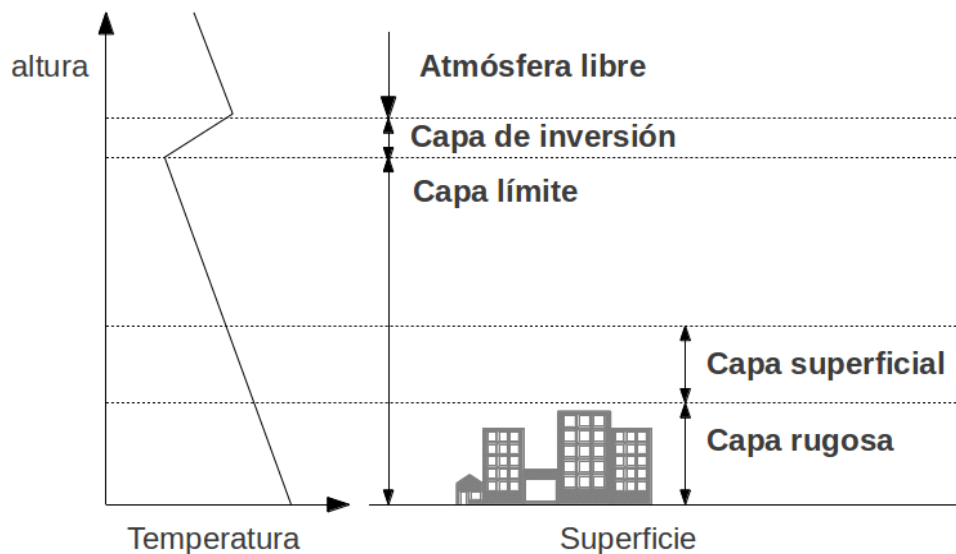 altura
Atmósfera libre
Capa de inversión
Capa límite
Capa superficial
Capa rugosa
Temperatura
Superficie